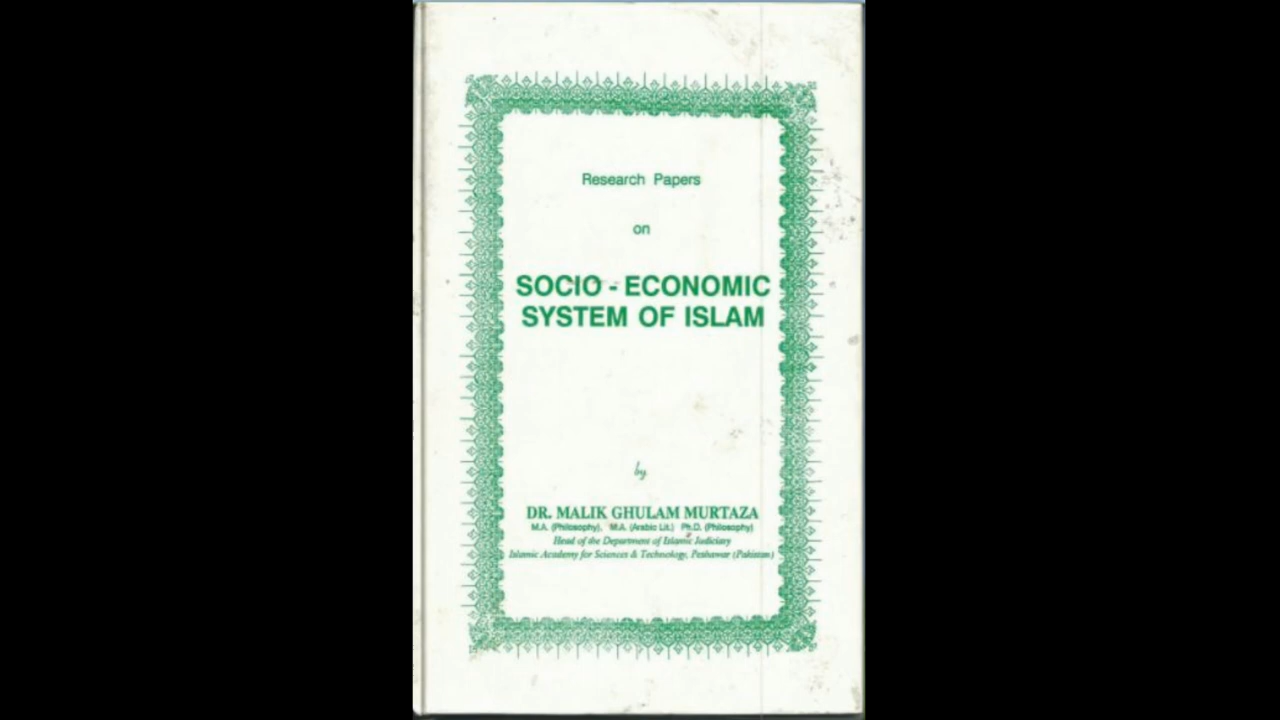 Research Papers
on
SOCIO - ECONOMIC
SYSTEM OF ISLAM
by
DR. MALIK GHULAM MURTAZA
M.A. (Philosophy), M.A. (Arabic Lit.) Ph.D. (Philosophy)
Head of the Department of Islamic Judiciary
Islamic Academy for Sciences & Technology, Peshawar (Pakistan)